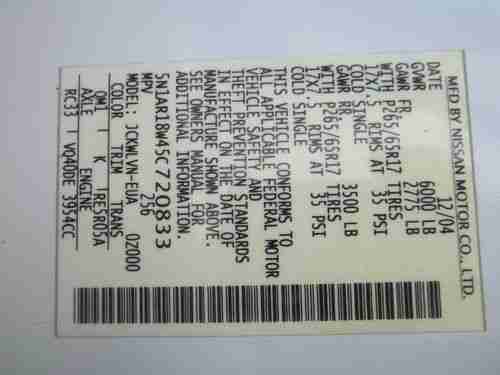 MFD BY NISSAN MOTOR CO., LTD.
DATE 12/04
GVWR 6000 LB
GAWR FR 2775 LB
WITH P265/65R17 TIRES
17X7.5 RIMS AT 35 PSI
COLD SINGLE
GAWR RR 3500 LB
WITH P265/65R17 TIRES
17X7.5 RIMS AT 35 PSI
COLD SINGLE
THIS VEHICLE CONFORMS TO
ALL APPLICABLE FEDERAL MOTOR
VEHICLE SAFETY AND
THEFT PREVENTION STANDARDS
IN EFFECT ON THE DATE OF
MANUFACTURE SHOWN ABOVE.
SEE OWNERS MANUAL FOR
ADDITIONAL INFORMATION.
5N1AR18W45C720833
MPV 256
MODEL: JCKWLVN-EUA 0Z000
COLOR TRIM TRANS
QM1 K RE5R05A
AXLE ENGINE
RC33 VQ40DE 3954CC